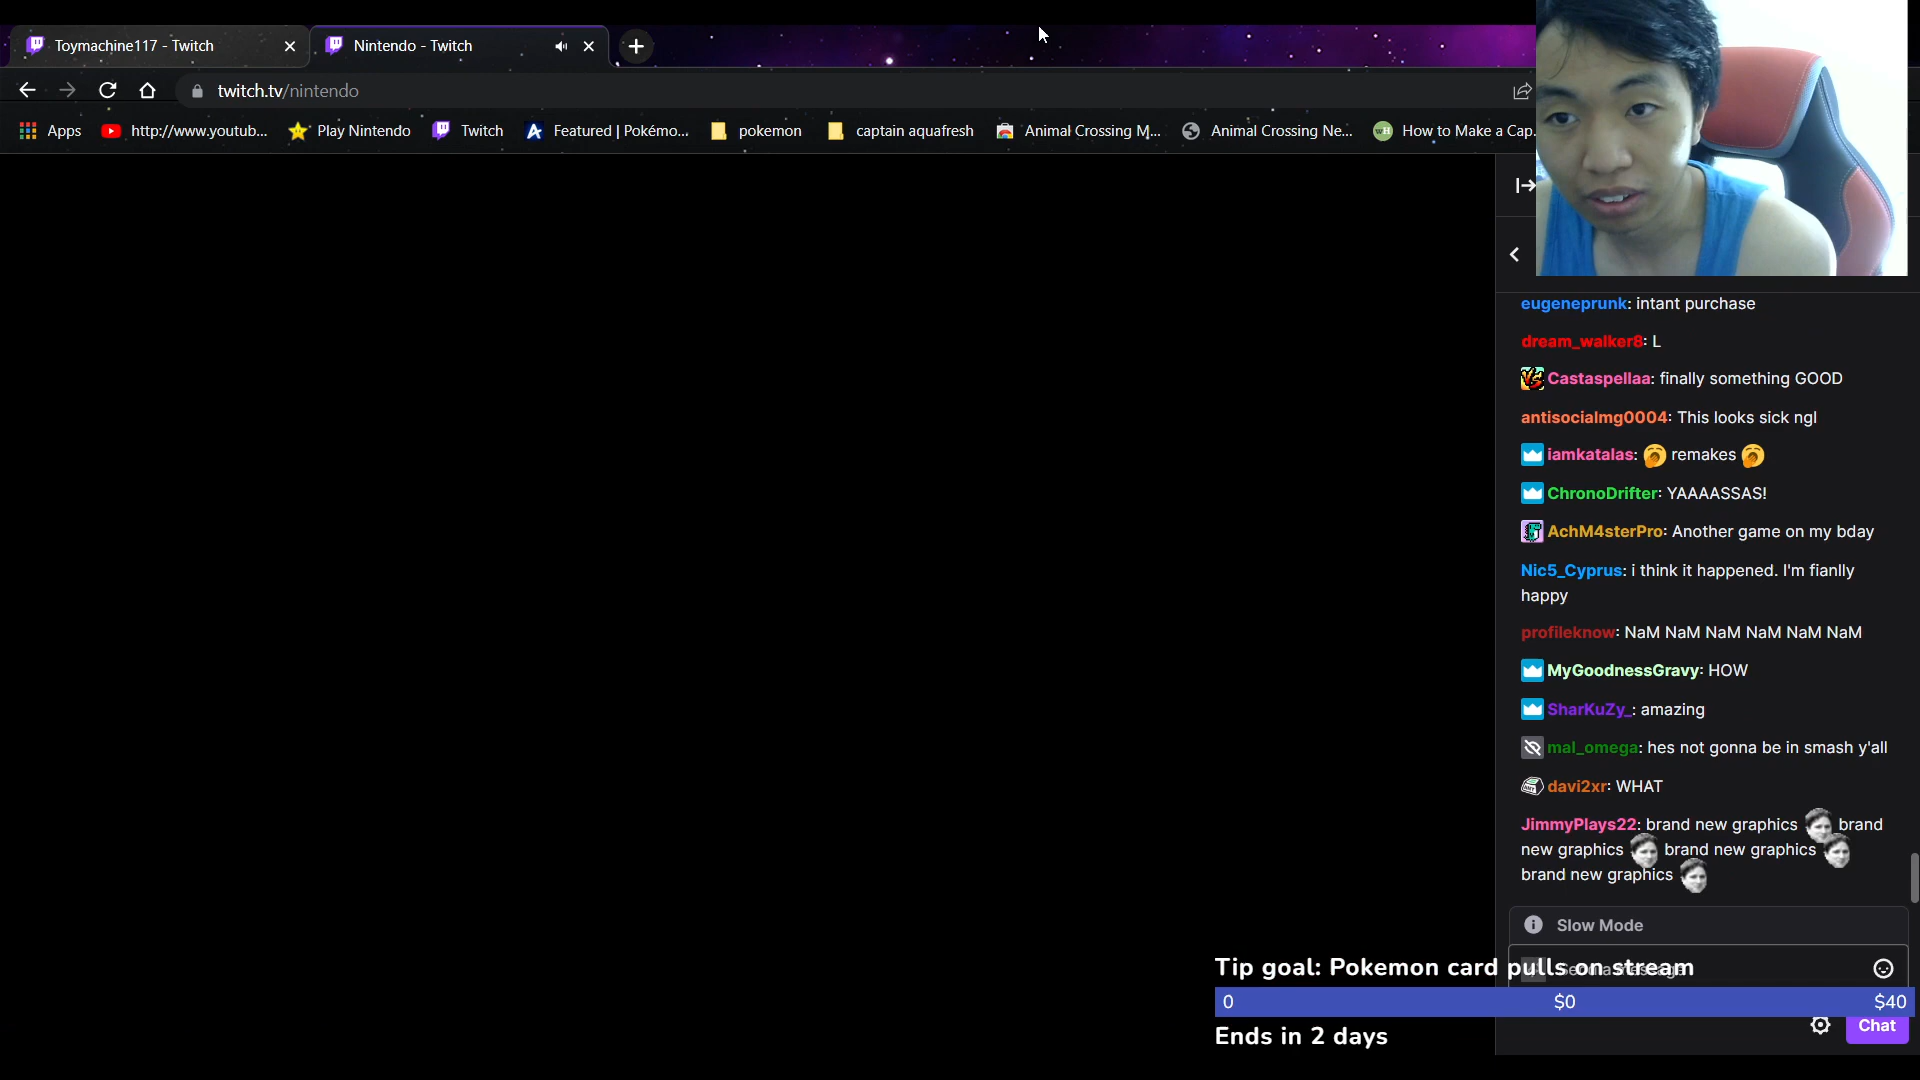 Toymachine117 - Twitch
Nintendo - Twitch
twitch.tv/nintendo
Apps
http://www.youtub...
Play Nintendo
Twitch
Featured | Pokémo...
pokemon
captain aquafresh
Animal Crossing M...
Animal Crossing Ne...
How to Make a Cap...
eugeneprunk: intant purchase
dream_walker8: L
Castaspellaa: finally something GOOD
antisocialmg0004: This looks sick ngl
iamkatalas: remakes
ChronoDrifter: YAAAASSAS!
AchM4sterPro: Another game on my bday
Nic5_Cyprus: i think it happened. I'm fianlly
happy
profileknow: NaM NaM NaM NaM NaM NaM
MyGoodnessGravy: HOW
SharKuZy_: amazing
mal_omega: hes not gonna be in smash y'all
davi2xr: WHAT
JimmyPlays22: brand new graphics brand
new graphics brand new graphics
brand new graphics
Slow Mode
Tip goal: Pokemon card pulls on stream
0 $0 $40
Ends in 2 days
Chat